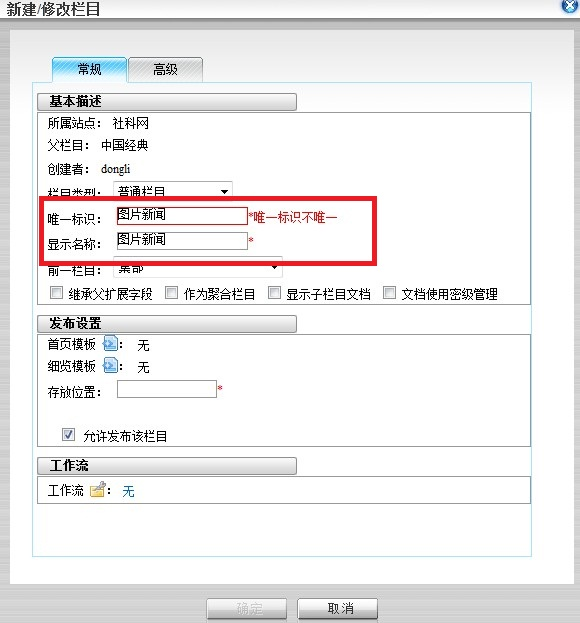 新建/修改栏目
常规 高级
基本描述
所属站点： 社科网
父栏目： 中国经典
创建者： dongli
栏目类型： 普通栏目
唯一标识： 图片新闻 *唯一标识不唯一
显示名称： 图片新闻 *
前一栏目：
继承父扩展字段 作为聚合栏目 显示子栏目文档 文档使用密级管理
发布设置
首页模板 ： 无
细览模板 ： 无
存放位置： *
允许发布该栏目
工作流
工作流 ： 无
确定 取消